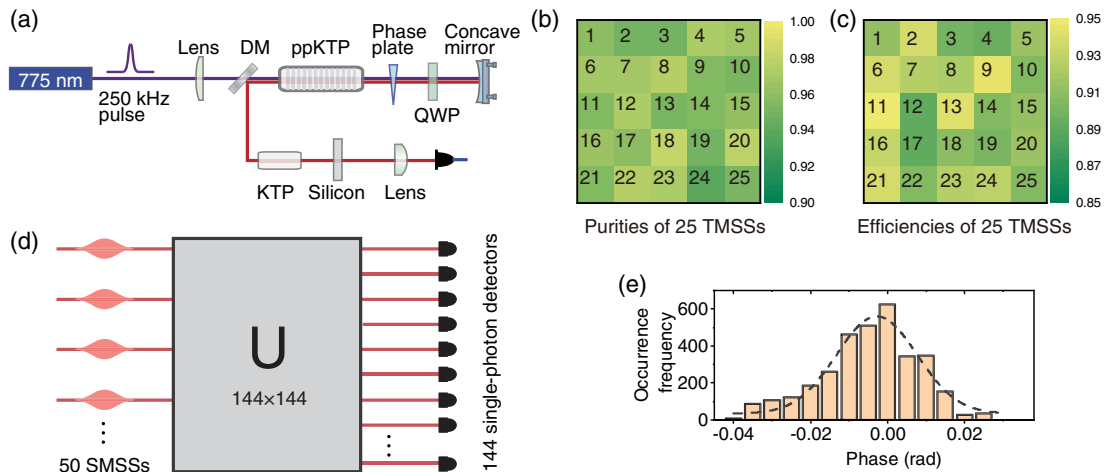 (a)
775 nm
250 kHz
pulse
Lens
DM
ppKTP
Phase
plate
Concave
mirror
QWP
KTP
Silicon
Lens
(b)
1 2 3 4 5
6 7 8 9 10
11 12 13 14 15
16 17 18 19 20
21 22 23 24 25
1.00
0.98
0.96
0.94
0.92
0.90
Purities of 25 TMSSs
(c)
1 2 3 4 5
6 7 8 9 10
11 12 13 14 15
16 17 18 19 20
21 22 23 24 25
0.95
0.93
0.91
0.89
0.87
0.85
Efficiencies of 25 TMSSs
(d)
U
144×144
50 SMSSs
144 single-photon detectors
(e)
Occurrence
frequency
600
400
200
0
-0.04 -0.02 0.00 0.02
Phase (rad)